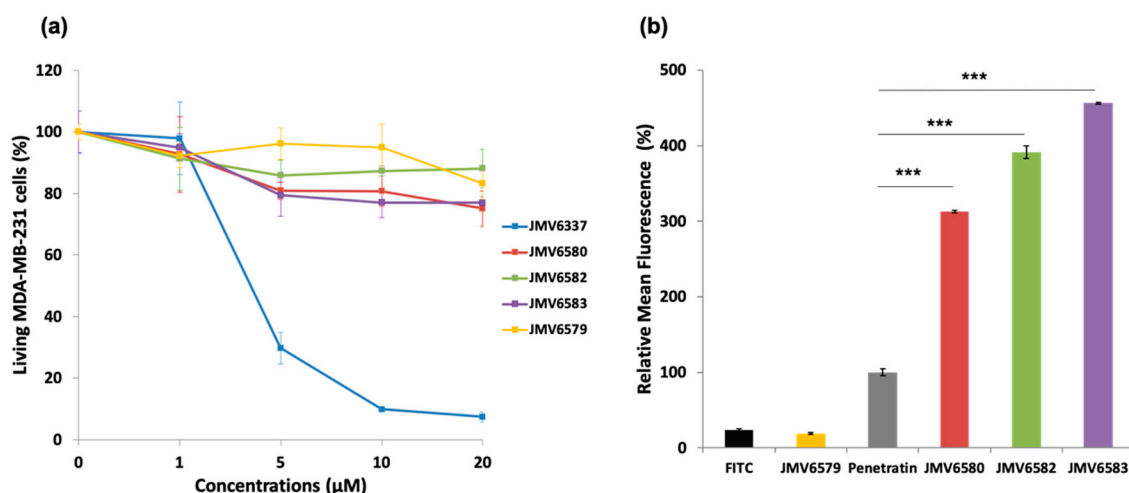 (a)
120
100
80
60
40
20
0
0 1 5 10 20
Living MDA-MB-231 cells (%)
Concentrations (µM)
JMV6337
JMV6580
JMV6582
JMV6583
JMV6579
(b)
500
400
300
200
100
0
Relative Mean Fluorescence (%)
***
***
***
FITC JMV6579 Penetratin JMV6580 JMV6582 JMV6583